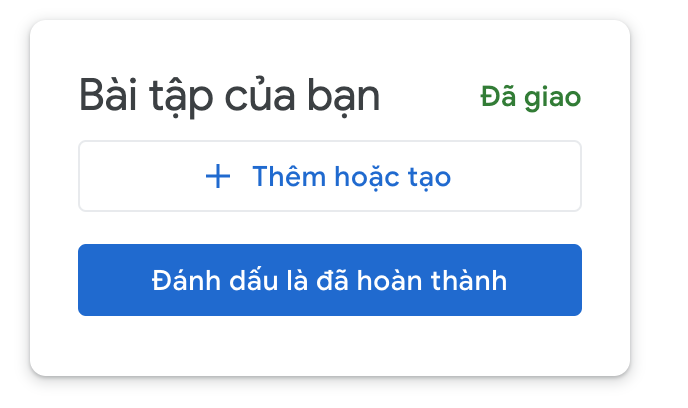 Bài tập của bạn
Đã giao
+ Thêm hoặc tạo
Đánh dấu là đã hoàn thành